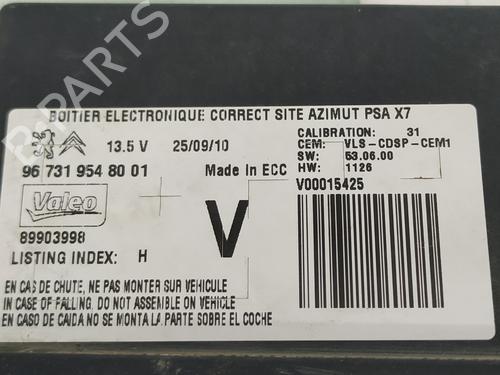 BOITIER ELECTRONIQUE CORRECT SITE AZIMUT PSA X7
13.5 V 25/09/10
CALIBRATION: 31
CEM: VLS-CDSP-CEM1
SW: 53.06.00
HW: 1126
96 731 954 80 01
Made in ECC
V00015425
Valeo
89903998
V
LISTING INDEX: H
EN CAS DE CHUTE, NE PAS MONTER SUR VEHICULE
IN CASE OF FALLING, DO NOT ASSEMBLE ON VEHICLE
EN CASO DE CAIDA NO SE MONTA LA PARTE SOBRE EL COCHE
B-PARTS